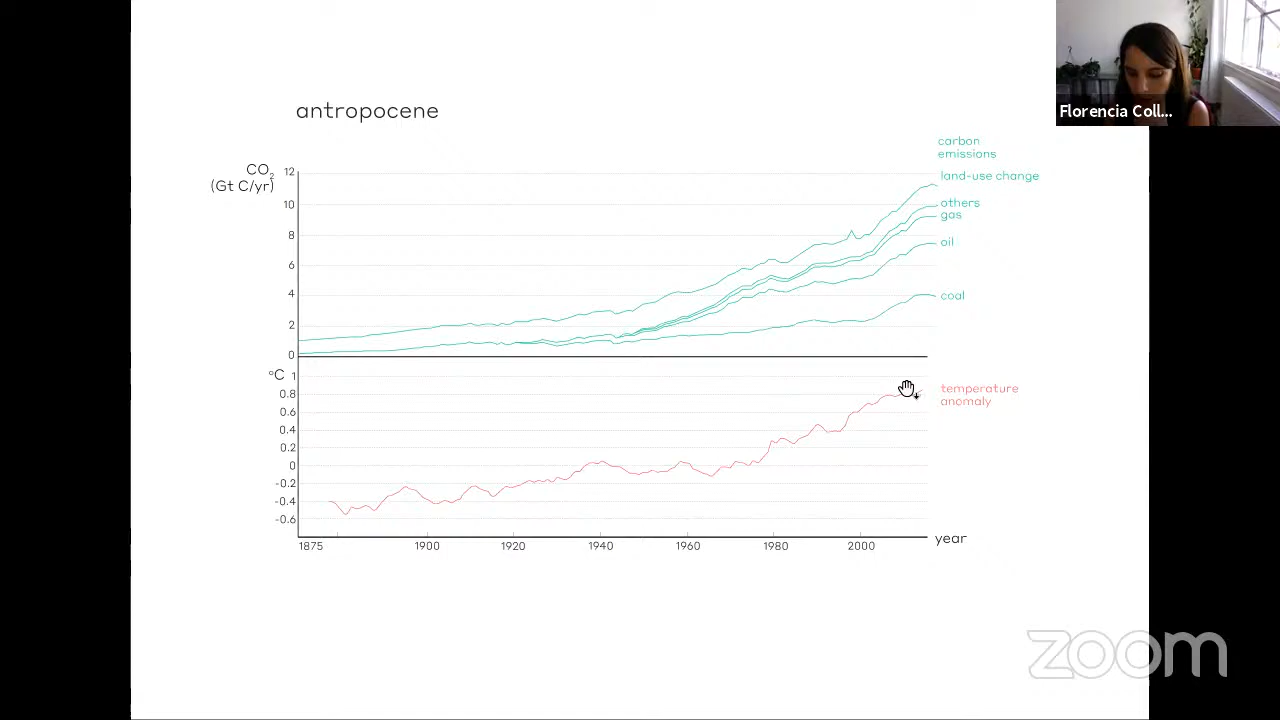 Florencia Coll...
antropocene
carbon
emissions
CO₂
(Gt C/yr)
12
10
8
6
4
2
0
land-use change
others
gas
oil
coal
°C
1
0.8
0.6
0.4
0.2
0
-0.2
-0.4
-0.6
temperature
anomaly
1875 1900 1920 1940 1960 1980 2000
year
zoom